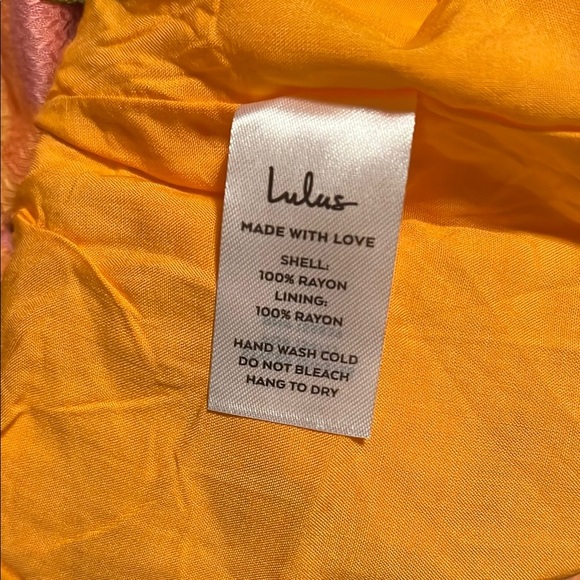 Lulus
MADE WITH LOVE
SHELL:
100% RAYON
LINING:
100% RAYON
HAND WASH COLD
DO NOT BLEACH
HANG TO DRY